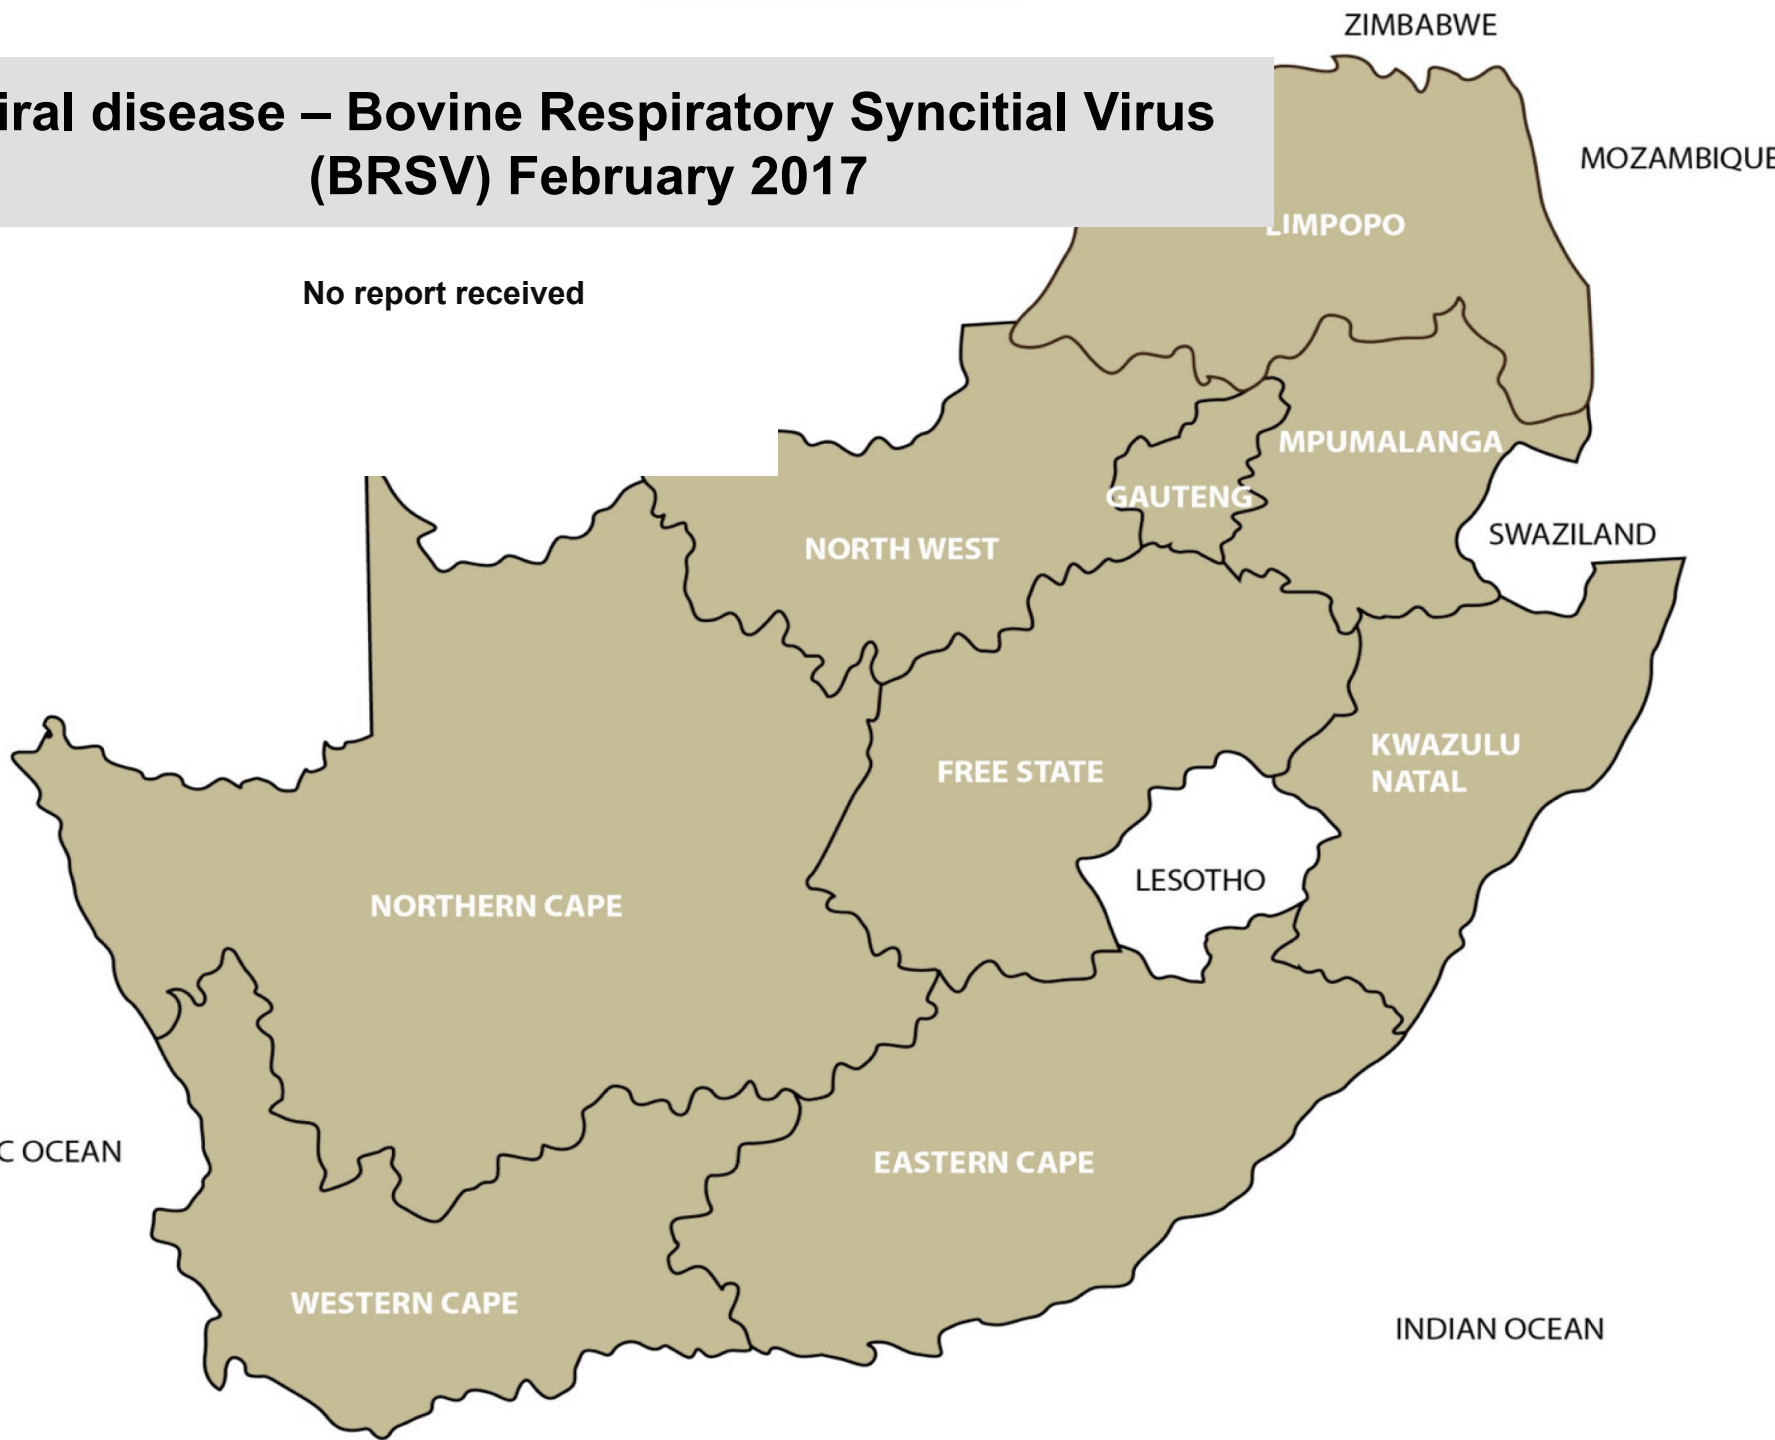 ZIMBABWE
iral disease – Bovine Respiratory Syncitial Virus
(BRSV) February 2017
MOZAMBIQUE
LIMPOPO
No report received
MPUMALANGA
GAUTENG
SWAZILAND
NORTH WEST
KWAZULU
NATAL
FREE STATE
LESOTHO
NORTHERN CAPE
C OCEAN
EASTERN CAPE
WESTERN CAPE
INDIAN OCEAN